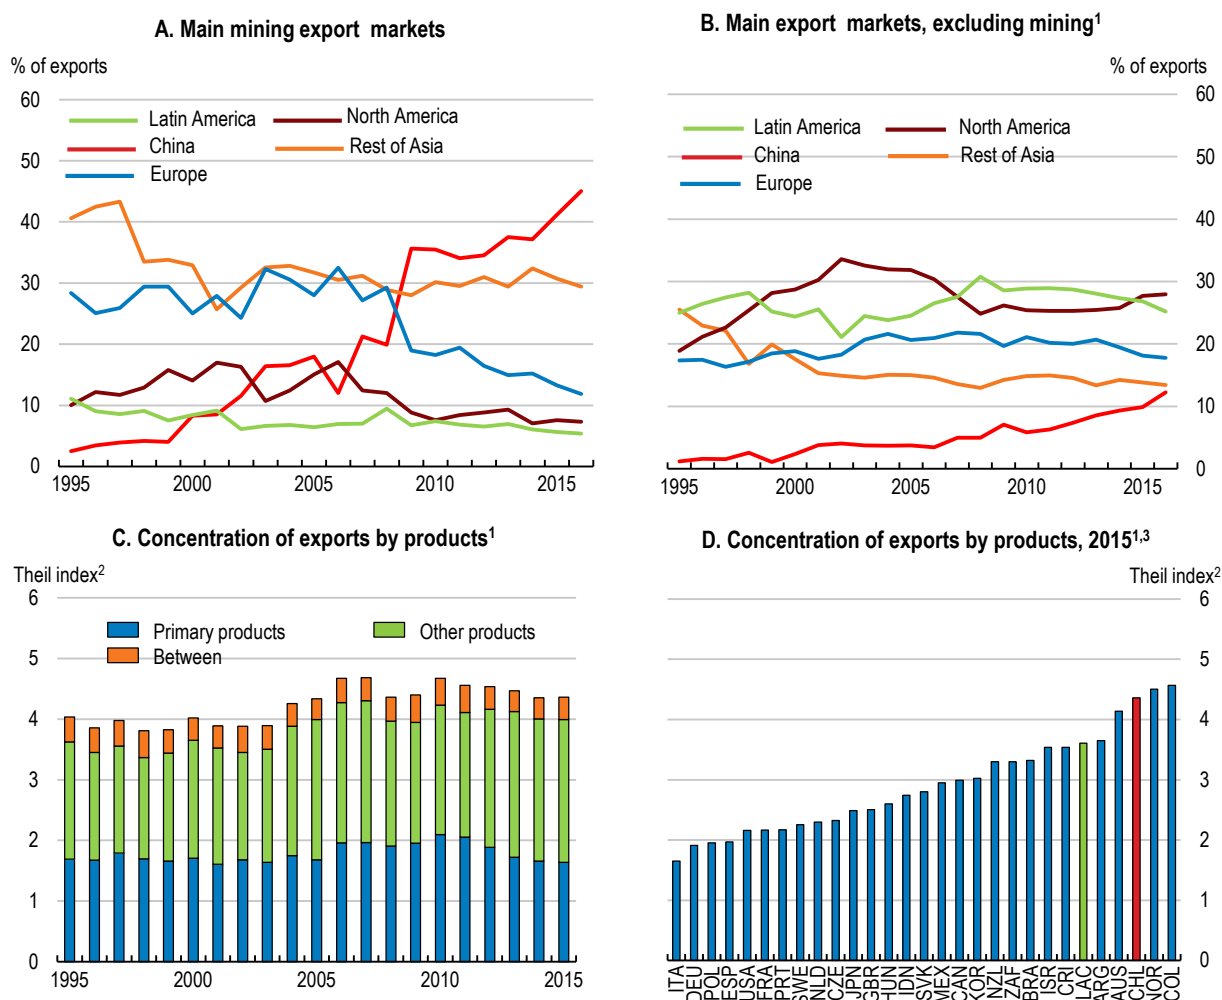 A. Main mining export markets
% of exports
60
50
40
30
20
10
0
Latin America
North America
China
Rest of Asia
Europe
1995
2000
2005
2010
2015
B. Main export markets, excluding mining1
% of exports
60
50
40
30
20
10
0
Latin America
North America
China
Rest of Asia
Europe
1995
2000
2005
2010
2015
C. Concentration of exports by products1
Theil index2
6
5
4
3
2
1
0
Primary products
Other products
Between
1995
2000
2005
2010
2015
D. Concentration of exports by products, 20151,3
Theil index2
6
5
4
3
2
1
0
ITA
DEU
POL
ESP
USA
FRA
PRT
SWE
NLD
CZE
JPN
GBR
HUN
IDN
SVK
MEX
CAN
KOR
NZL
ZAF
BRA
ISR
CRI
LAC
ARG
AUS
CHL
NOR
COL